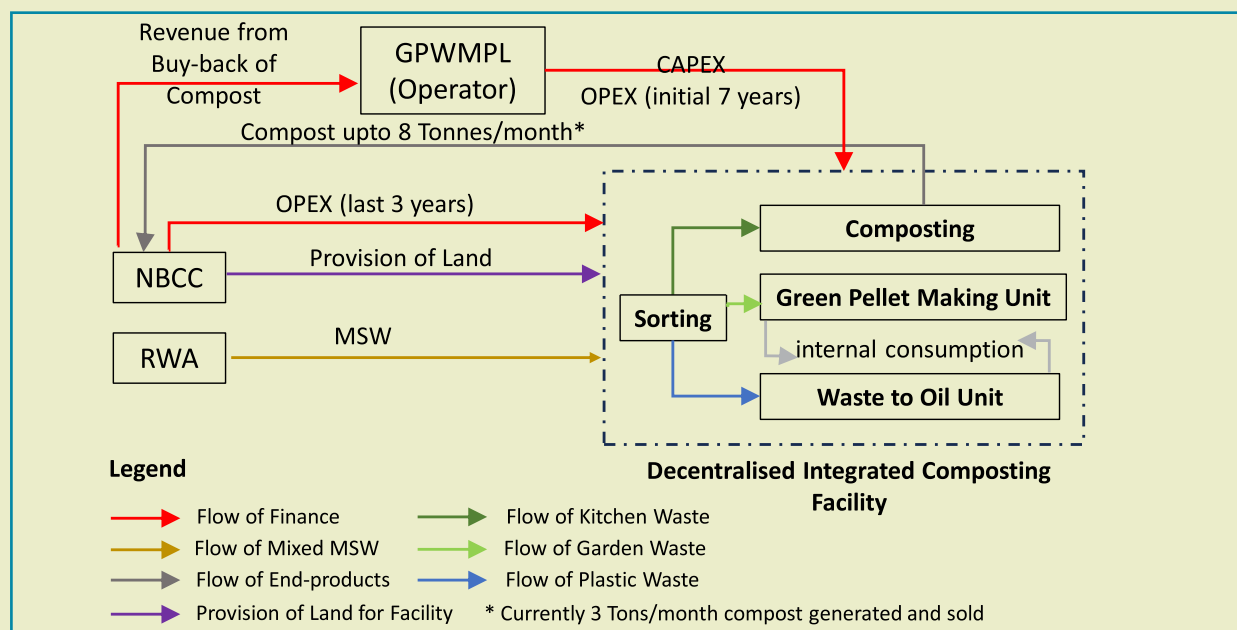 Revenue from
Buy-back of
Compost
GPWMPL
(Operator)
CAPEX
OPEX (initial 7 years)
Compost upto 8 Tonnes/month*
OPEX (last 3 years)
NBCC
Provision of Land
RWA
MSW
Sorting
Composting
Green Pellet Making Unit
internal consumption
Waste to Oil Unit
Decentralised Integrated Composting
Facility
Legend
Flow of Finance
Flow of Mixed MSW
Flow of End-products
Provision of Land for Facility
Flow of Kitchen Waste
Flow of Garden Waste
Flow of Plastic Waste
* Currently 3 Tons/month compost generated and sold